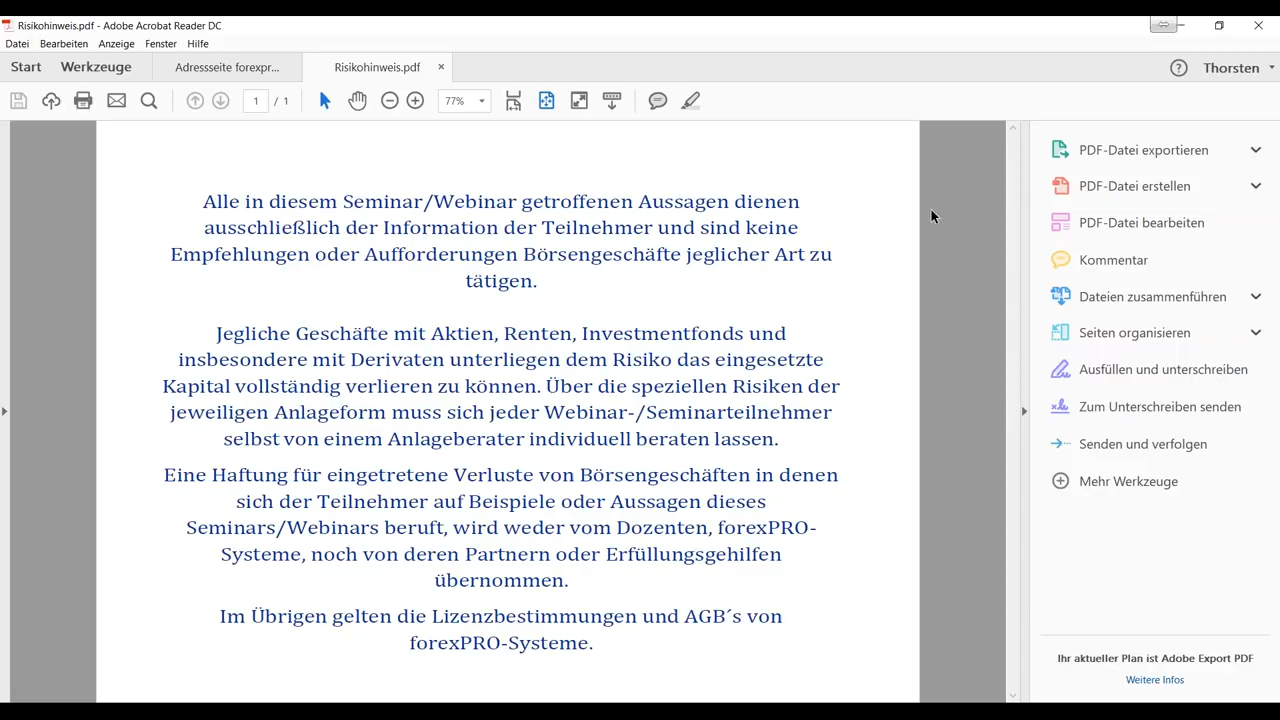 Risikohinweis.pdf - Adobe Acrobat Reader DC
Datei Bearbeiten Anzeige Fenster Hilfe
Start Werkzeuge Adressseite forexpr... Risikohinweis.pdf × Thorsten
1 / 1 77%
Alle in diesem Seminar/Webinar getroffenen Aussagen dienen
ausschließlich der Information der Teilnehmer und sind keine
Empfehlungen oder Aufforderungen Börsengeschäfte jeglicher Art zu
tätigen.
Jegliche Geschäfte mit Aktien, Renten, Investmentfonds und
insbesondere mit Derivaten unterliegen dem Risiko das eingesetzte
Kapital vollständig verlieren zu können. Über die speziellen Risiken der
jeweiligen Anlageform muss sich jeder Webinar-/Seminarteilnehmer
selbst von einem Anlageberater individuell beraten lassen.
Eine Haftung für eingetretene Verluste von Börsengeschäften in denen
sich der Teilnehmer auf Beispiele oder Aussagen dieses
Seminars/Webinars beruft, wird weder vom Dozenten, forexPRO-
Systeme, noch von deren Partnern oder Erfüllungsgehilfen
übernommen.
Im Übrigen gelten die Lizenzbestimmungen und AGB´s von
forexPRO-Systeme.
PDF-Datei exportieren
PDF-Datei erstellen
PDF-Datei bearbeiten
Kommentar
Dateien zusammenführen
Seiten organisieren
Ausfüllen und unterschreiben
Zum Unterschreiben senden
Senden und verfolgen
Mehr Werkzeuge
Ihr aktueller Plan ist Adobe Export PDF
Weitere Infos